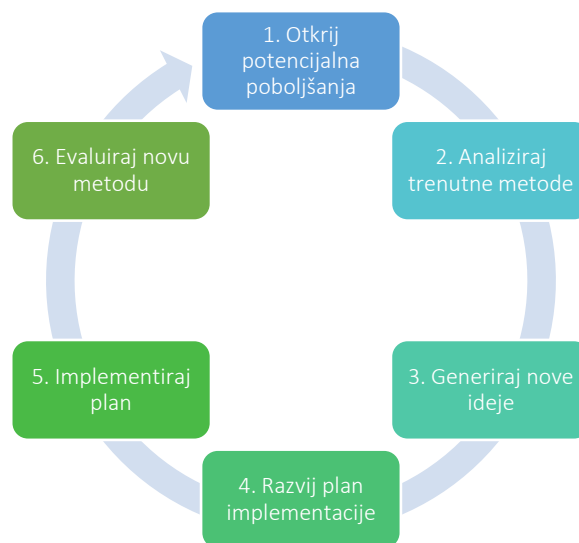 1. Otkrij
potencijalna
poboljšanja
2. Analiziraj
trenutne metode
3. Generiraj nove
ideje
4. Razvij plan
implementacije
5. Implementiraj
plan
6. Evaluiraj novu
metodu